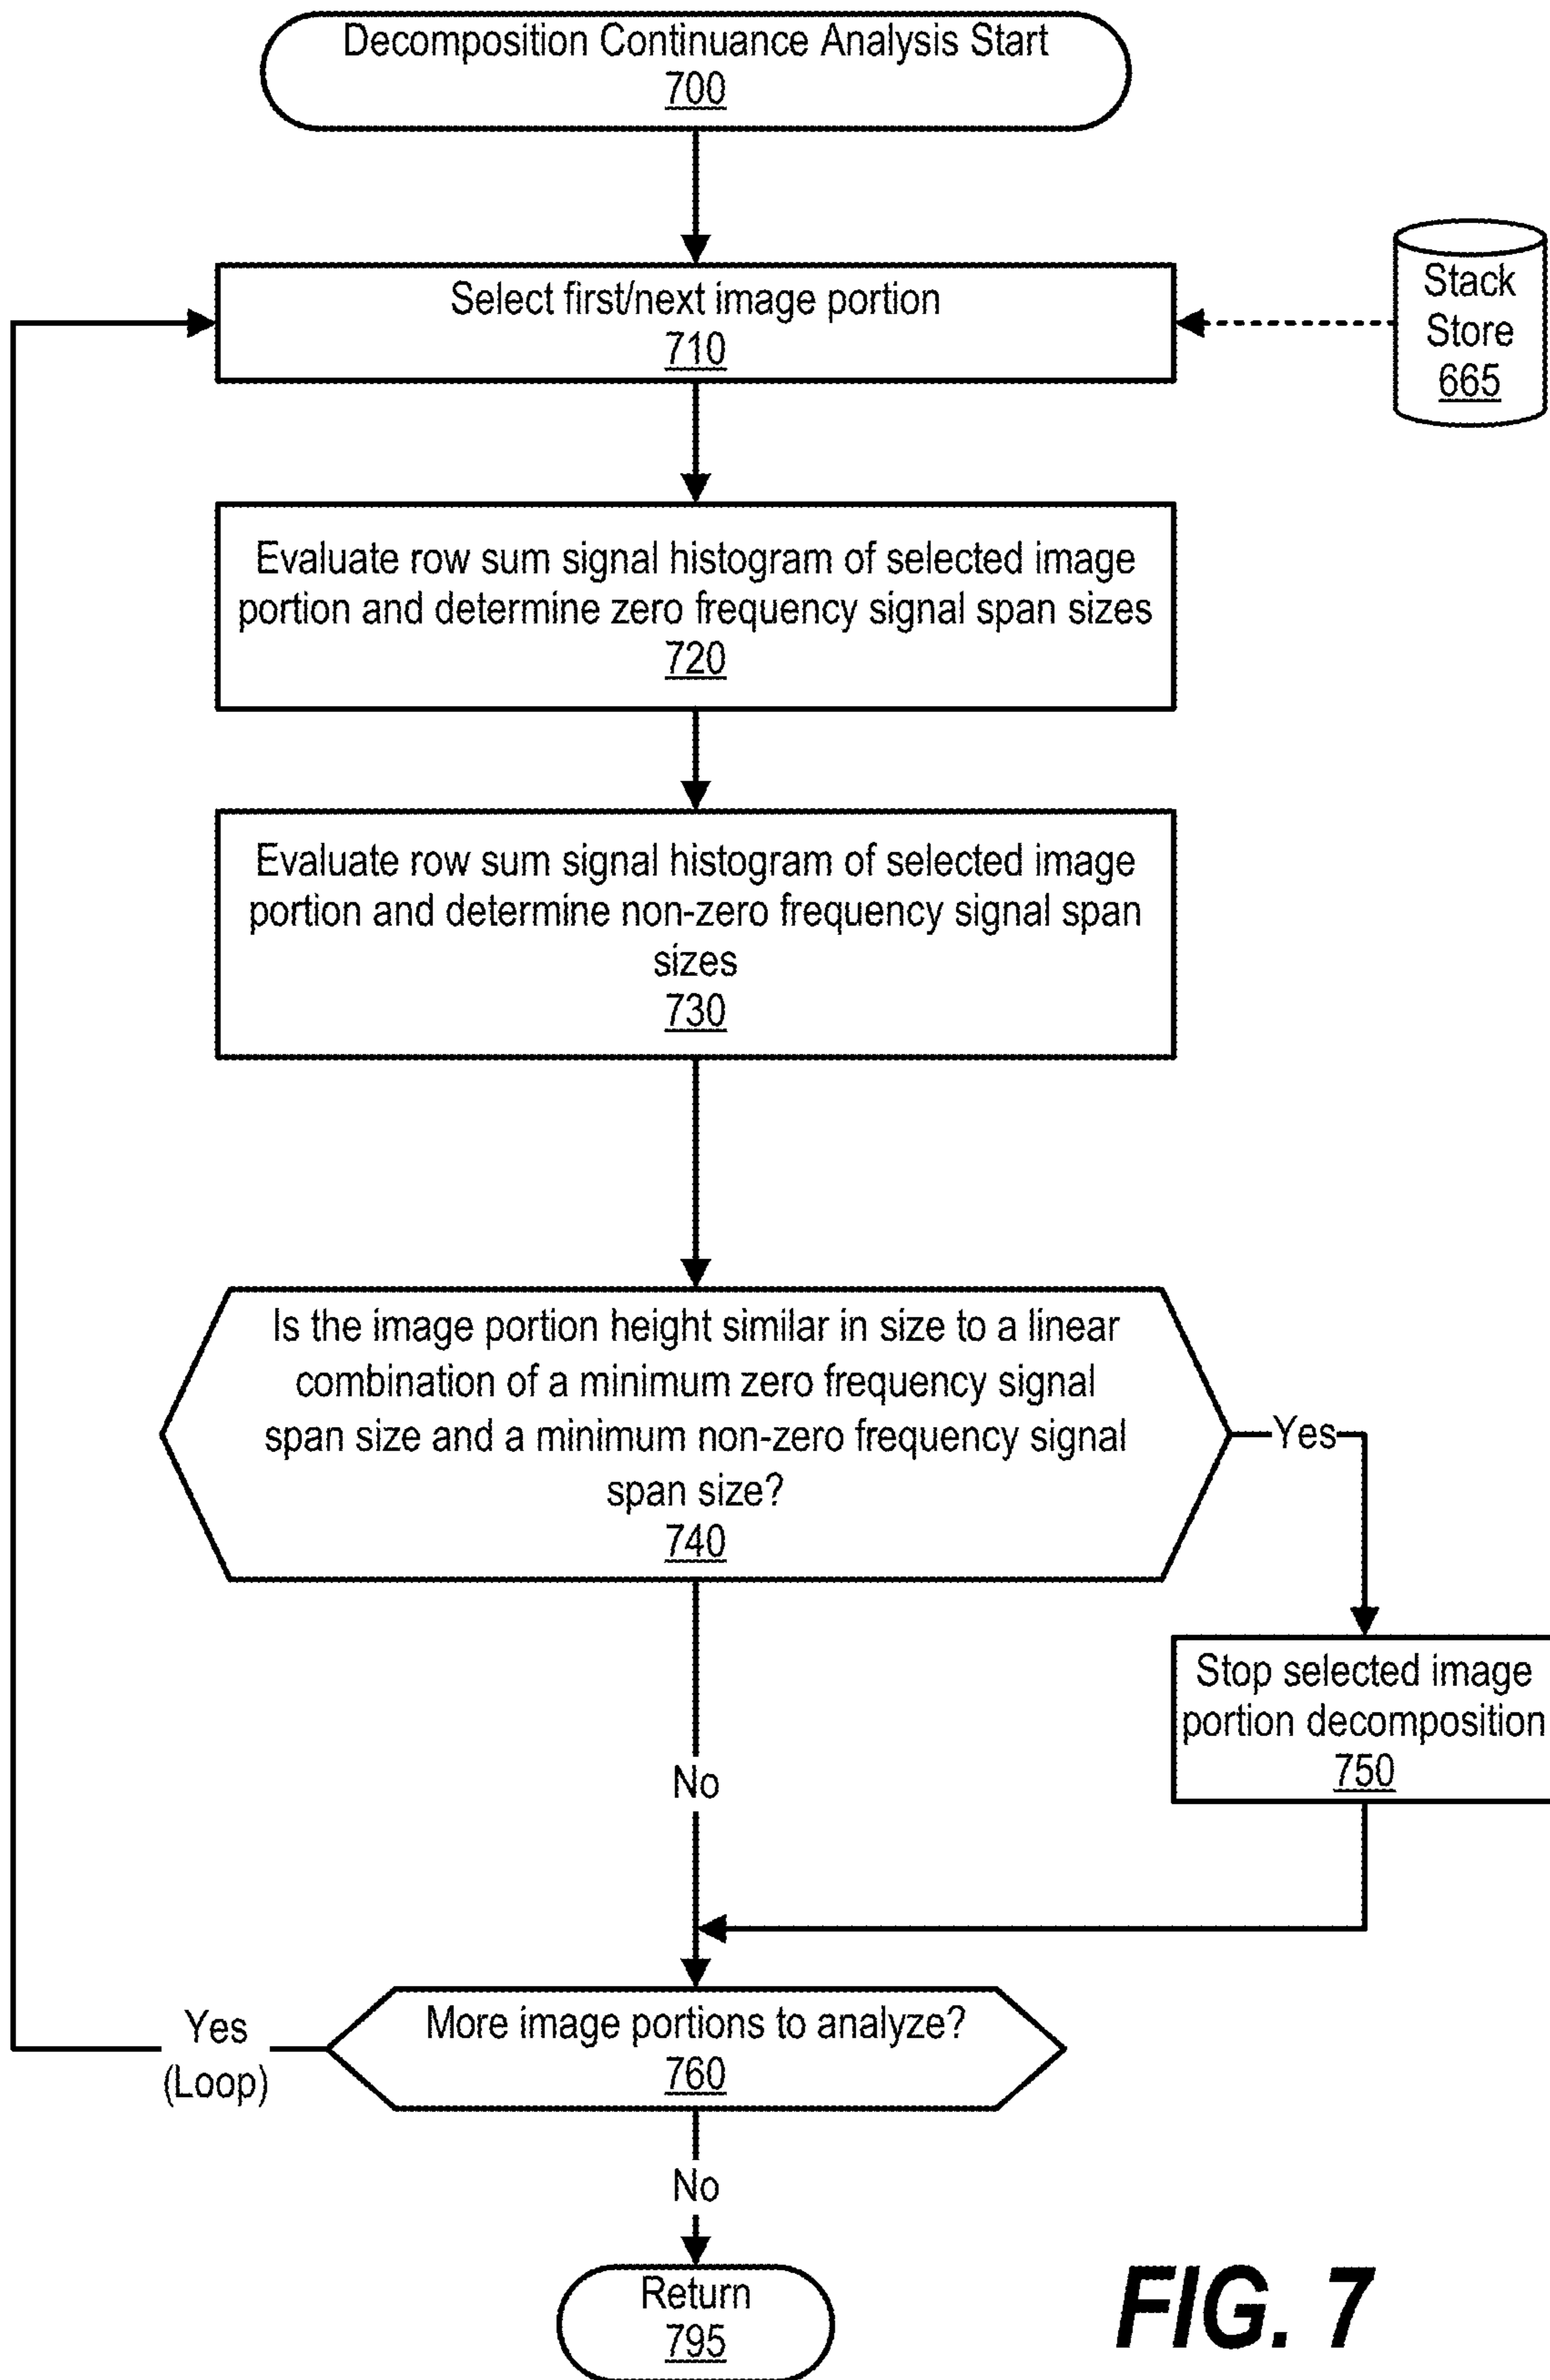 Decomposition Continuance Analysis Start
700
Select first/next image portion
710
Stack
Store
665
Evaluate row sum signal histogram of selected image
portion and determine zero frequency signal span sizes
720
Evaluate row sum signal histogram of selected image
portion and determine non-zero frequency signal span
sizes
730
Is the image portion height similar in size to a linear
combination of a minimum zero frequency signal
span size and a minimum non-zero frequency signal
span size?
740
Yes
Stop selected image
portion decomposition
750
No
More image portions to analyze?
760
Yes
(Loop)
No
Return
795
FIG. 7